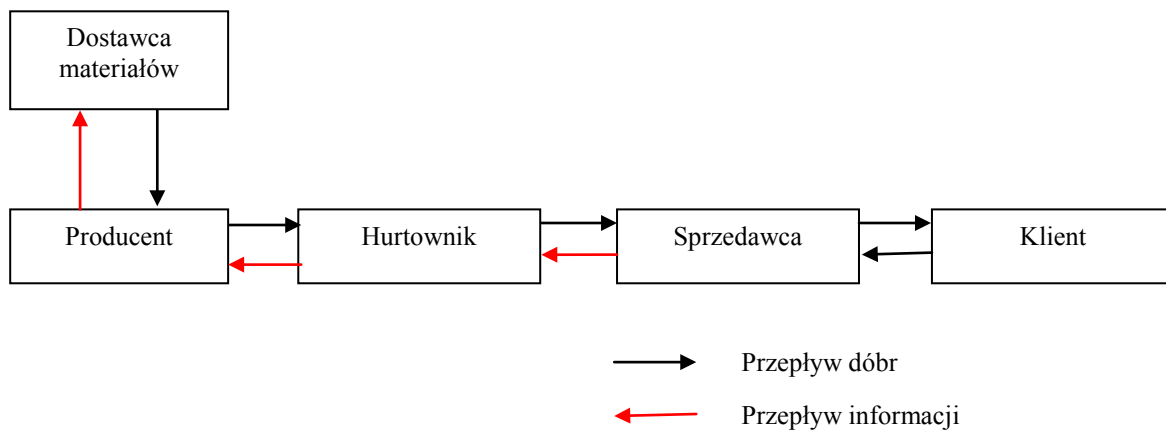 Dostawca
materiałów
Producent
Hurtownik
Sprzedawca
Klient
Przepływ dóbr
Przepływ informacji